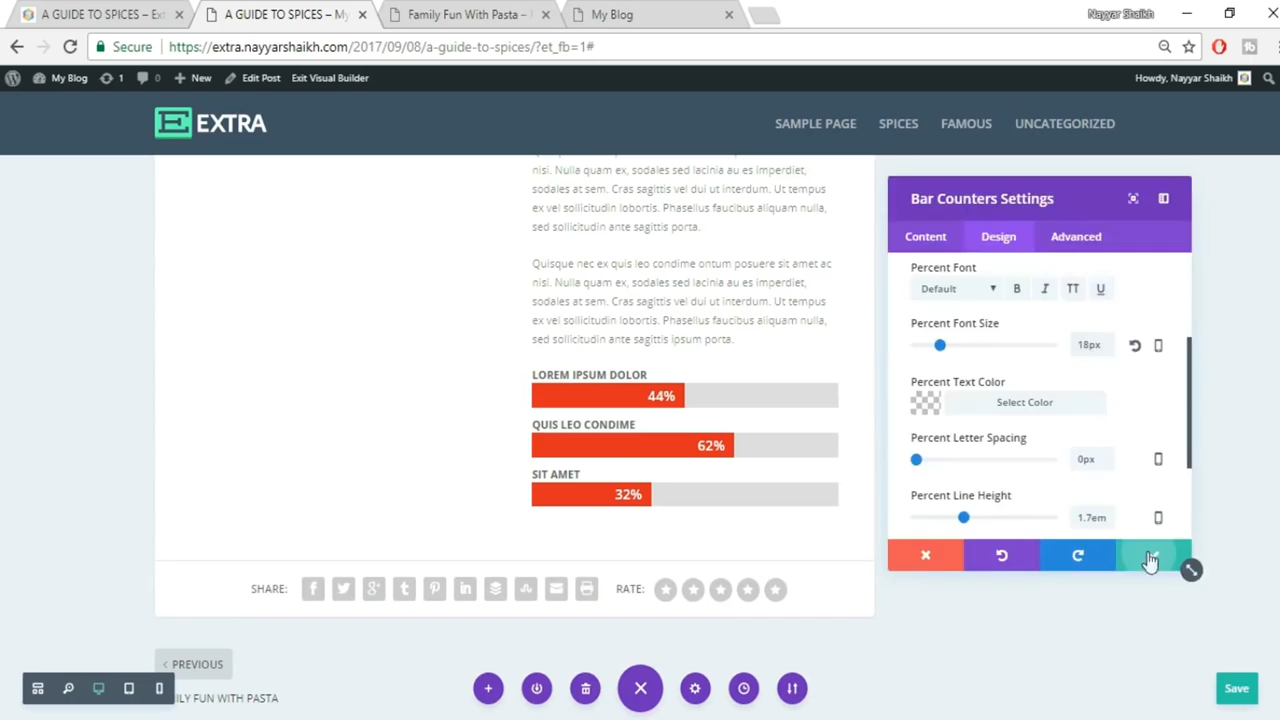 A GUIDE TO SPICES – Ex
A GUIDE TO SPICES – My
Family Fun With Pasta –
My Blog
Nayyar Shaikh
Secure
https://extra.nayyarshaikh.com/2017/09/08/a-guide-to-spices/?et_fb=1#
My Blog
1
New
Edit Post
Exit Visual Builder
Howdy, Nayyar Shaikh
EXTRA
SAMPLE PAGE
SPICES
FAMOUS
UNCATEGORIZED
nisi. Nulla quam ex, sodales sed lacinia au es imperdiet,
sodales at sem. Cras sagittis vel dui ut interdum. Ut tempus
ex vel sollicitudin lobortis. Phasellus faucibus aliquam nulla,
sed sollicitudin ante sagittis porta.
Quisque nec ex quis leo condime ontum posuere sit amet ac
nisi. Nulla quam ex, sodales sed lacinia au es imperdiet,
sodales at sem. Cras sagittis vel dui ut interdum. Ut tempus
ex vel sollicitudin lobortis. Phasellus faucibus aliquam nulla,
sed sollicitudin ante sagittis ipsum porta.
LOREM IPSUM DOLOR
44%
QUIS LEO CONDIME
62%
SIT AMET
32%
Bar Counters Settings
Content
Design
Advanced
Percent Font
Default
B
I
TT
U
Percent Font Size
18px
Percent Text Color
Select Color
Percent Letter Spacing
0px
Percent Line Height
1.7em
SHARE:
RATE:
PREVIOUS
ILY FUN WITH PASTA
Save